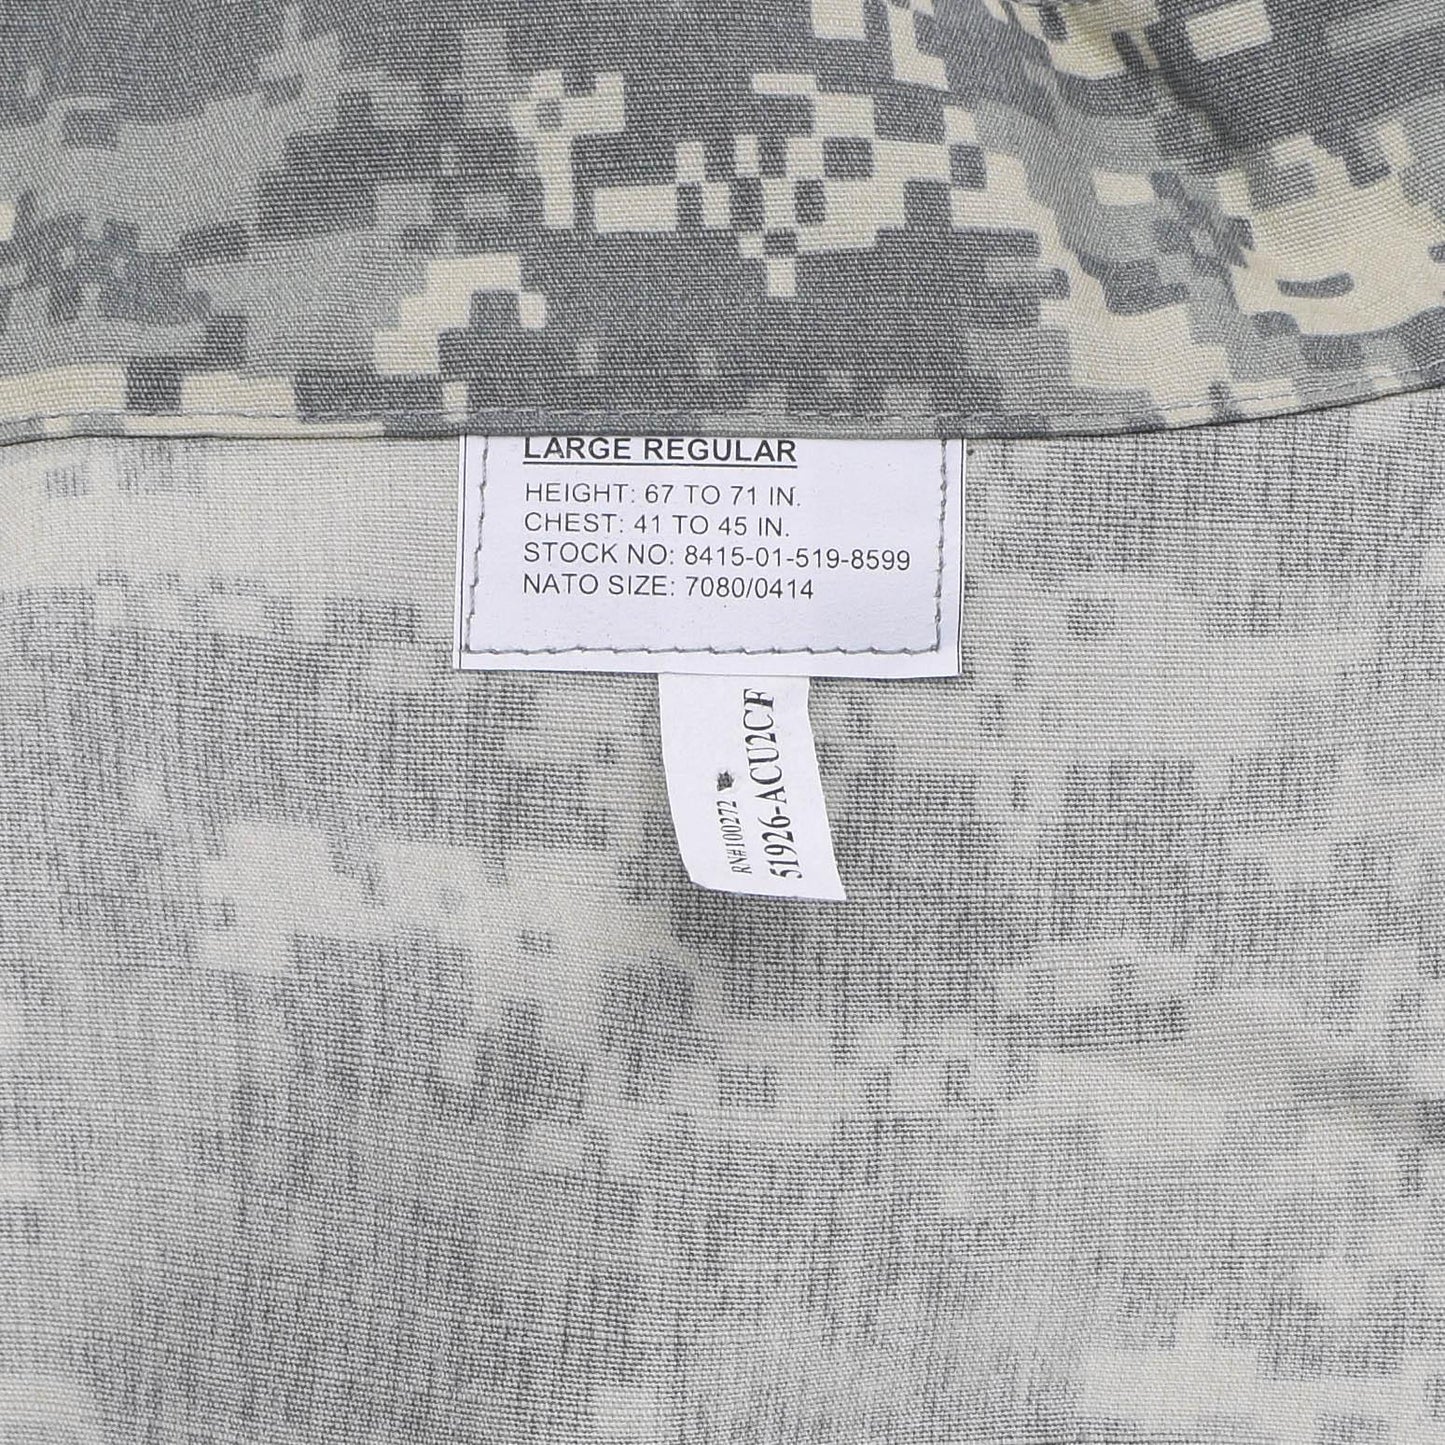 LARGE REGULAR
HEIGHT: 67 TO 71 IN.
CHEST: 41 TO 45 IN.
STOCK NO: 8415-01-519-8599
NATO SIZE: 7080/0414
RN#100272
51926-ACU2CF